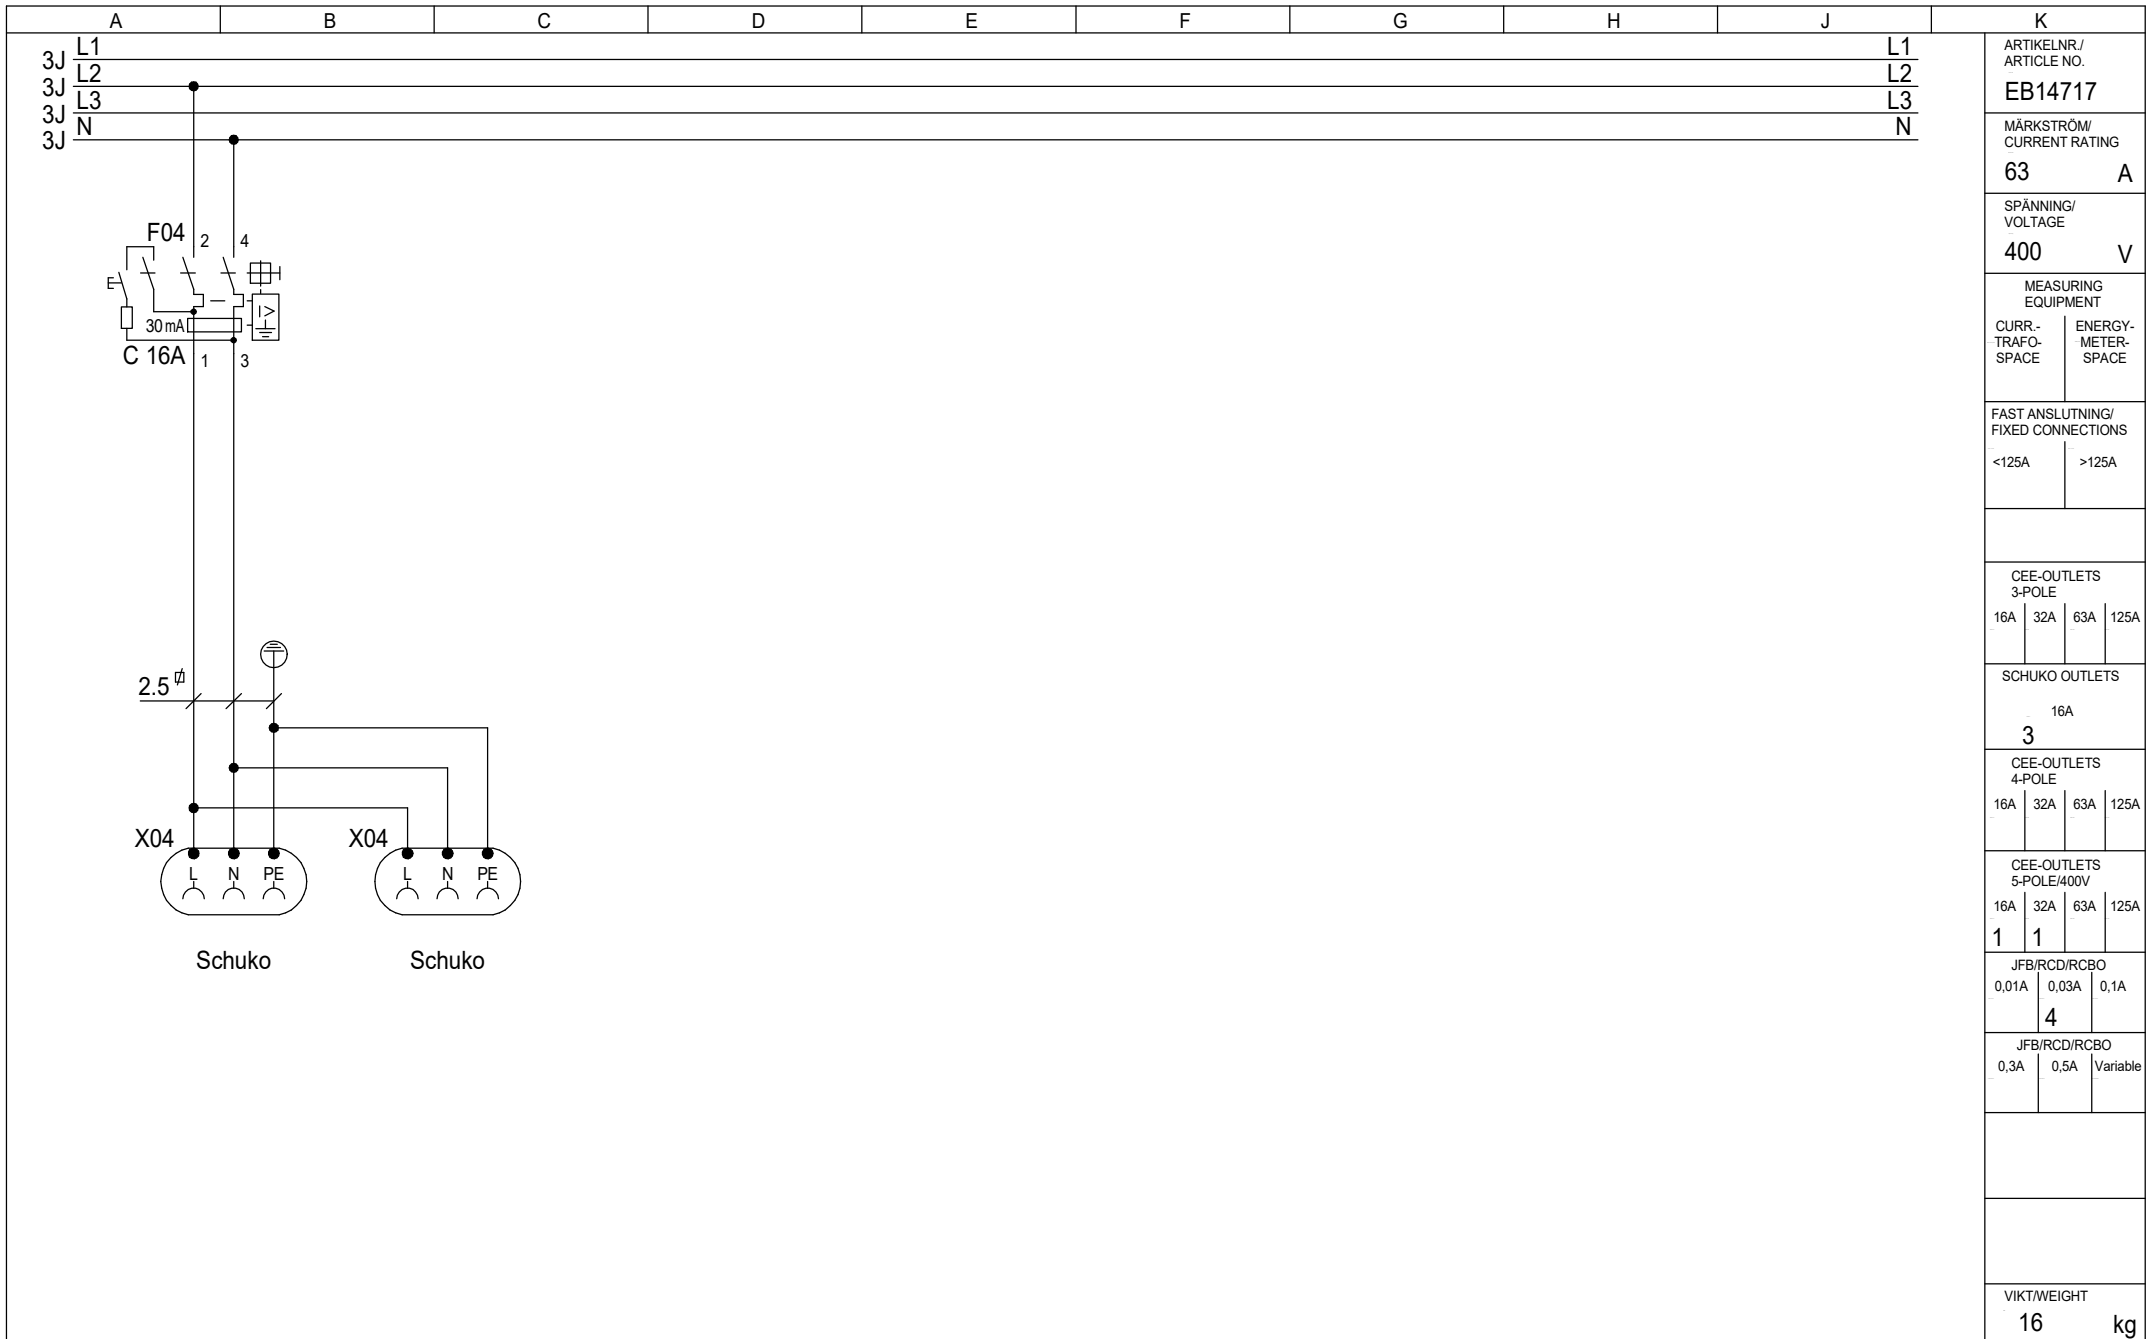 A B C D E F G H J K
3J L1 L1
3J L2 L2
3J L3 L3
3J N N
F04 2 4
30 mA
I>
C 16A 1 3
2.5
X04 X04
L N PE L N PE
Schuko Schuko
ARTIKELNR./
ARTICLE NO.
EB14717
MÄRKSTRÖM/
CURRENT RATING
63 A
SPÄNNING/
VOLTAGE
400 V
MEASURING
EQUIPMENT
CURR.- ENERGY-
TRAFO- METER-
SPACE SPACE
FAST ANSLUTNING/
FIXED CONNECTIONS
<125A >125A
CEE-OUTLETS
3-POLE
16A 32A 63A 125A
SCHUKO OUTLETS
16A
3
CEE-OUTLETS
4-POLE
16A 32A 63A 125A
CEE-OUTLETS
5-POLE/400V
16A 32A 63A 125A
1 1
JFB/RCD/RCBO
0,01A 0,03A 0,1A
4
JFB/RCD/RCBO
0,3A 0,5A Variable
VIKT/WEIGHT
16 kg